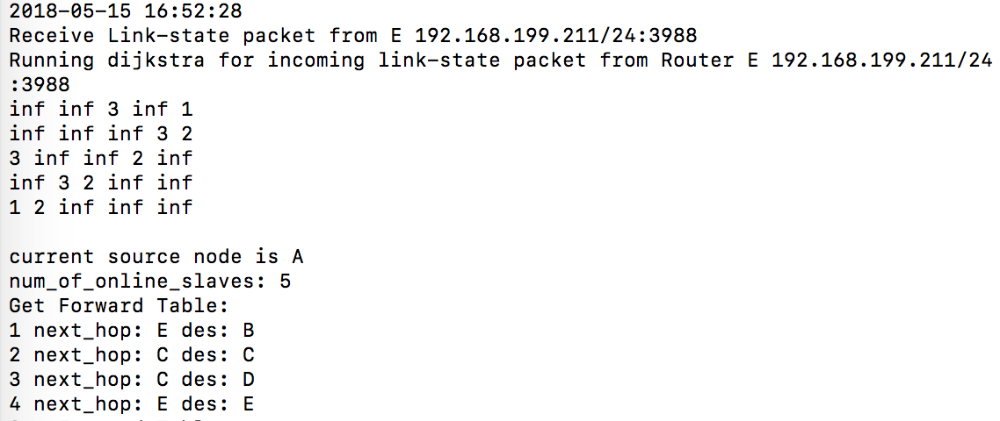 2018-05-15 16:52:28
Receive Link-state packet from E 192.168.199.211/24:3988
Running dijkstra for incoming link-state packet from Router E 192.168.199.211/24
:3988
inf inf 3 inf 1
inf inf inf 3 2
3 inf inf 2 inf
inf 3 2 inf inf
1 2 inf inf inf
current source node is A
num_of_online_slaves: 5
Get Forward Table:
1 next_hop: E des: B
2 next_hop: C des: C
3 next_hop: C des: D
4 next_hop: E des: E